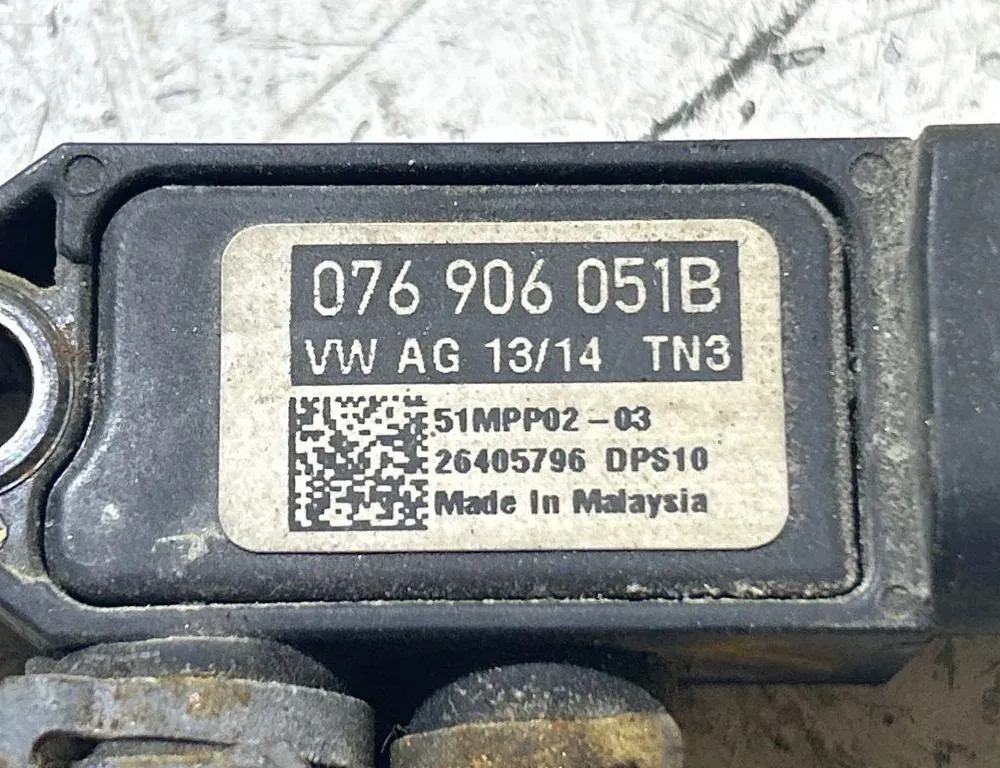 076 906 051B
VW AG 13/14 TN3
51MPP02-03
26405796 DPS10
Made In Malaysia